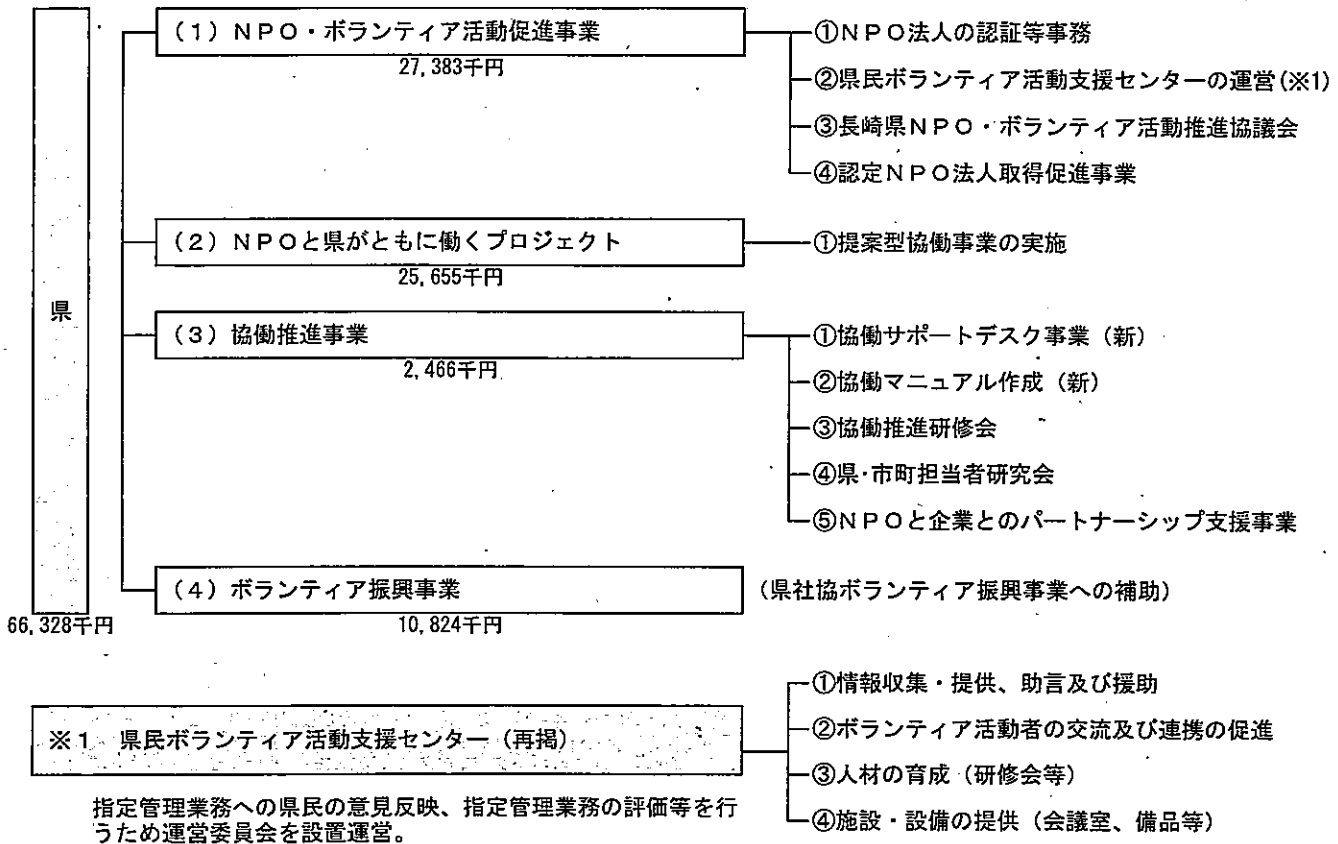 県
66,328千円
(1)NPO・ボランティア活動促進事業
27,383千円
①NPO法人の認証等事務
②県民ボランティア活動支援センターの運営(※1)
③長崎県NPO・ボランティア活動推進協議会
④認定NPO法人取得促進事業
(2)NPOと県がともに働くプロジェクト
25,655千円
①提案型協働事業の実施
(3)協働推進事業
2,466千円
①協働サポートデスク事業(新)
②協働マニュアル作成(新)
③協働推進研修会
④県・市町担当者研究会
⑤NPOと企業とのパートナーシップ支援事業
(4)ボランティア振興事業
10,824千円
(県社協ボランティア振興事業への補助)
※1 県民ボランティア活動支援センター(再掲)
指定管理業務への県民の意見反映、指定管理業務の評価等を行
うため運営委員会を設置運営。
①情報収集・提供、助言及び援助
②ボランティア活動者の交流及び連携の促進
③人材の育成(研修会等)
④施設・設備の提供(会議室、備品等)